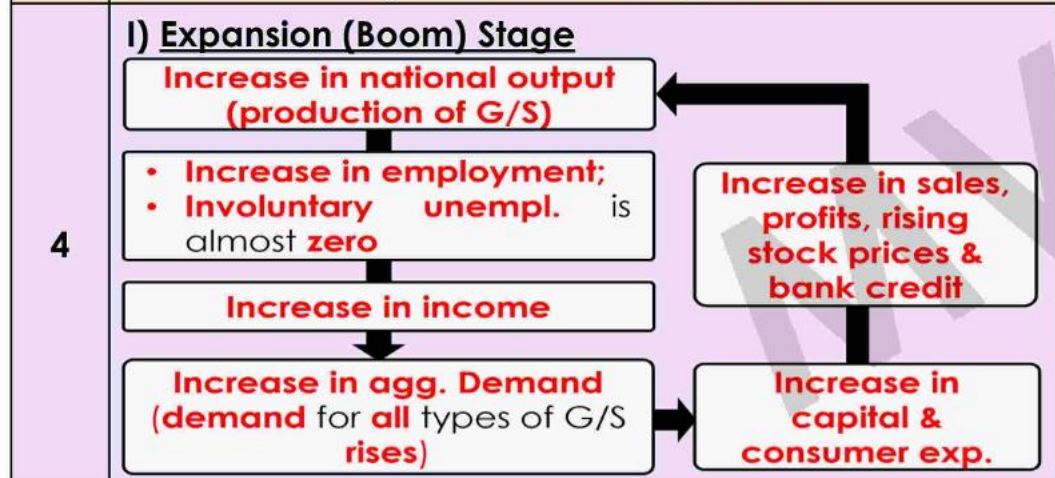 4
I) Expansion (Boom) Stage
Increase in national output
(production of G/S)
• Increase in employment;
• Involuntary unempl. is
almost zero
Increase in income
Increase in agg. Demand
(demand for all types of G/S
rises)
Increase in
capital &
consumer exp.
Increase in sales,
profits, rising
stock prices &
bank credit